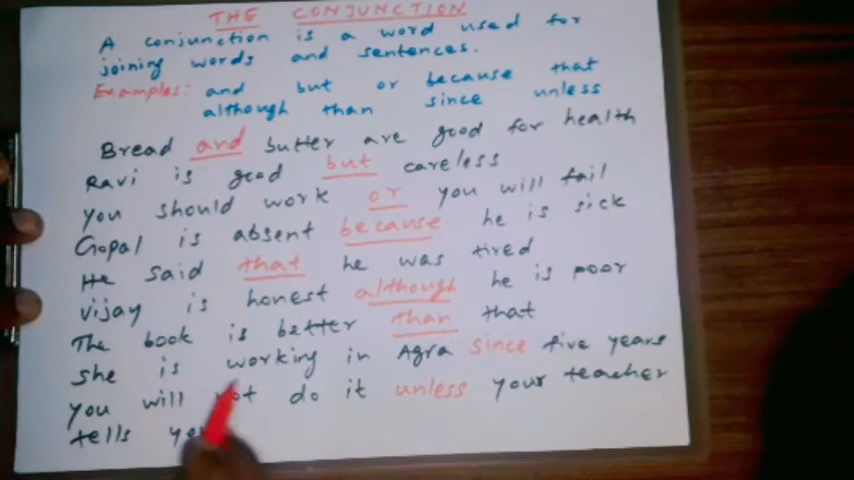 THE CONJUNCTION
A conjunction is a word used for
joining words and sentences.
Examples: and but or because that
although than since unless
Bread and butter are good for health
Ravi is good but careless
You should work or you will fail
Gopal is absent because he is sick
He said that he was tired
Vijay is honest although he is poor
The book is better than that
She is working in Agra since five years
You will not do it unless your teacher
tells you